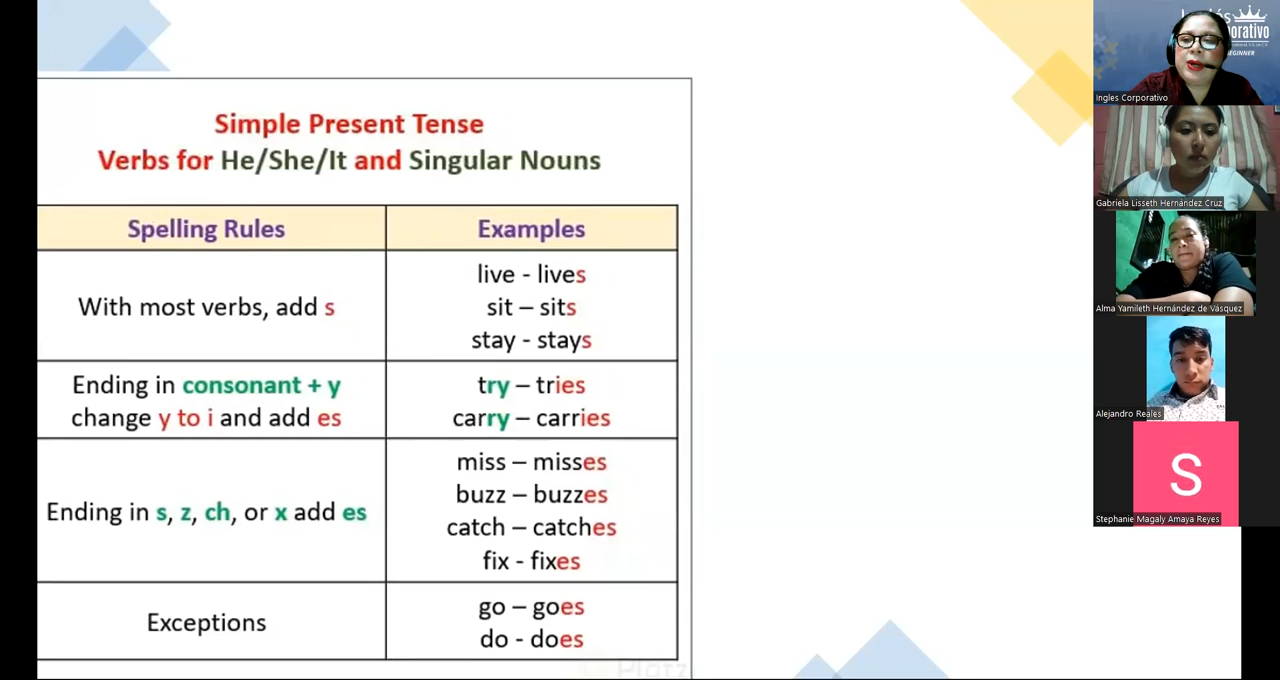 Simple Present Tense
Verbs for He/She/It and Singular Nouns
Spelling Rules
Examples
With most verbs, add s
live - lives
sit – sits
stay - stays
Ending in consonant + y
change y to i and add es
try – tries
carry – carries
Ending in s, z, ch, or x add es
miss – misses
buzz – buzzes
catch – catches
fix - fixes
Exceptions
go – goes
do - does
BEGINNER
Ingles Corporativo
Gabriela Lisseth Hernández Cruz
Alma Yamileth Hernández de Vásquez
Alejandro Reales
S
Stephanie Magaly Amaya Reyes